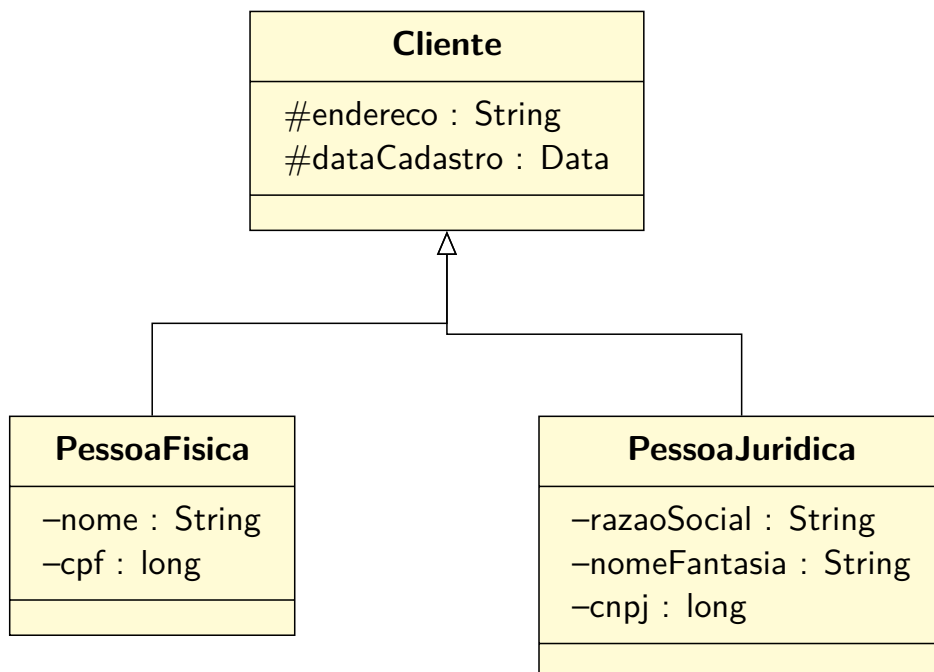 Cliente
#endereco : String
#dataCadastro : Data
PessoaFisica
–nome : String
–cpf : long
PessoaJuridica
–razaoSocial : String
–nomeFantasia : String
–cnpj : long